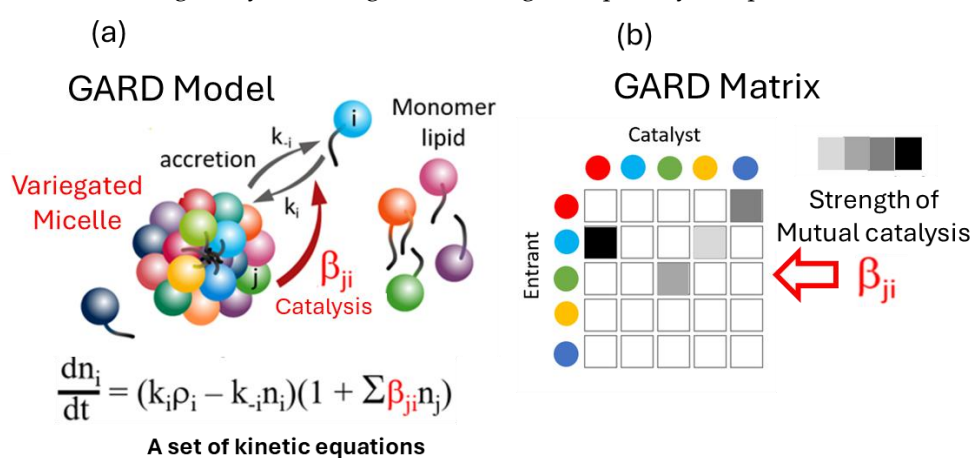 (a)
GARD Model
accretion
k₋ᵢ
kᵢ
i
Monomer
lipid
Variegated
Micelle
j
βⱼᵢ
Catalysis
dnᵢ/dt = (kᵢρᵢ – k₋ᵢnᵢ)(1 + Σβⱼᵢnⱼ)
A set of kinetic equations
(b)
GARD Matrix
Catalyst
Entrant
Strength of
Mutual catalysis
βⱼᵢ